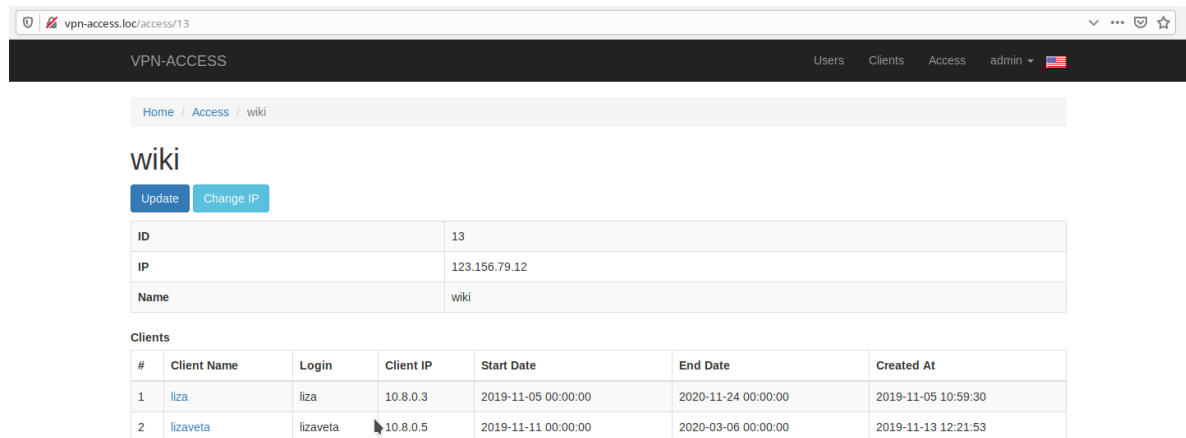 vpn-access.loc/access/13
VPN-ACCESS Users Clients Access admin
Home / Access / wiki
wiki
Update Change IP
ID 13
IP 123.156.79.12
Name wiki
Clients
# Client Name Login Client IP Start Date End Date Created At
1 liza liza 10.8.0.3 2019-11-05 00:00:00 2020-11-24 00:00:00 2019-11-05 10:59:30
2 lizaveta lizaveta 10.8.0.5 2019-11-11 00:00:00 2020-03-06 00:00:00 2019-11-13 12:21:53